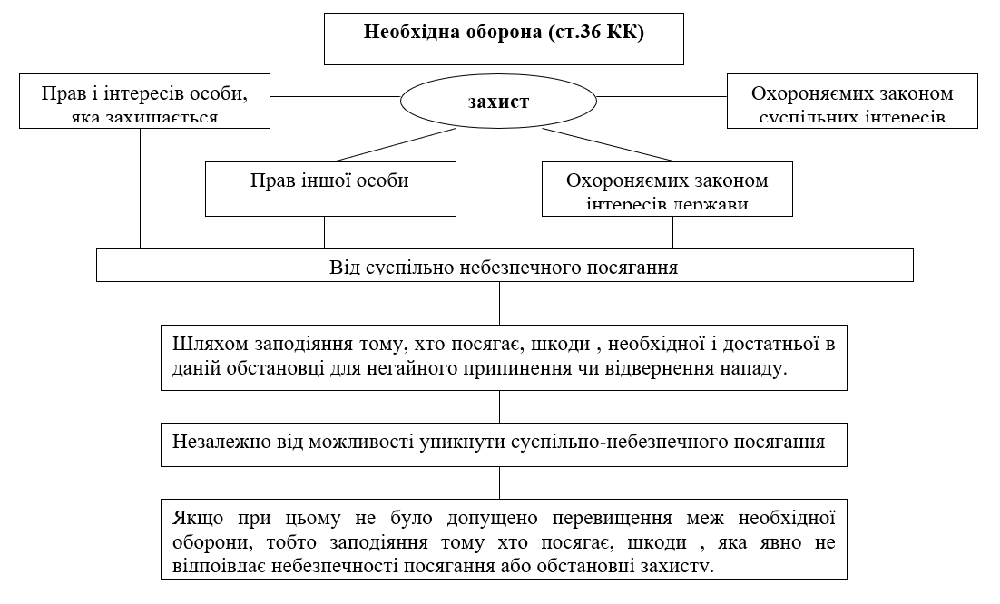 Необхідна оборона (ст.36 КК)
Прав і інтересів особи,
яка захищається
захист
Охороняємих законом
суспільних інтересів
Прав іншої особи
Охороняємих законом
інтересів держави
Від суспільно небезпечного посягання
Шляхом заподіяння тому, хто посягає, шкоди , необхідної і достатньої в
даній обстановці для негайного припинення чи відвернення нападу.
Незалежно від можливості уникнути суспільно-небезпечного посягання
Якщо при цьому не було допущено перевищення меж необхідної
оборони, тобто заподіяння тому хто посягає, шкоди , яка явно не
відпоівдає небезпечності посягання або обстановці захисту.